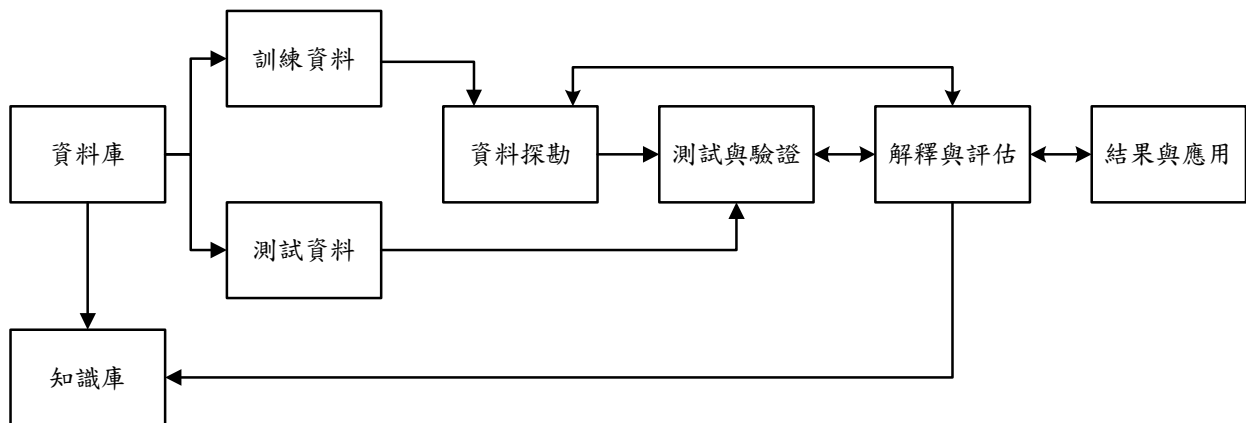 訓練資料
資料庫
資料探勘
測試與驗證
解釋與評估
結果與應用
測試資料
知識庫